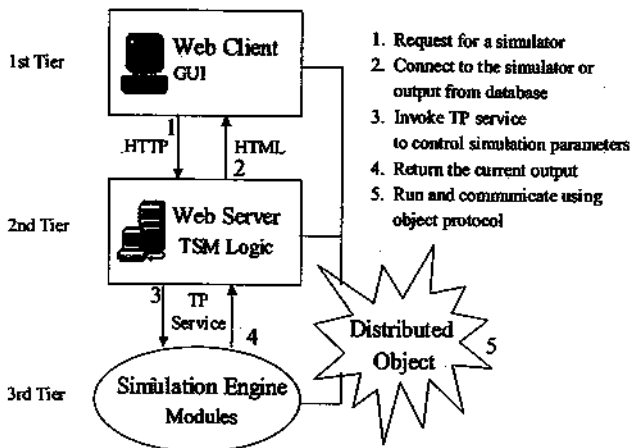 1st Tier
Web Client
GUI
1
HTTP
HTML
2
2nd Tier
Web Server
TSM Logic
3
TP
Service
4
3rd Tier
Simulation Engine
Modules
Distributed
Object
5
1. Request for a simulator
2. Connect to the simulator or
output from database
3. Invoke TP service
to control simulation parameters
4. Return the current output
5. Run and communicate using
object protocol